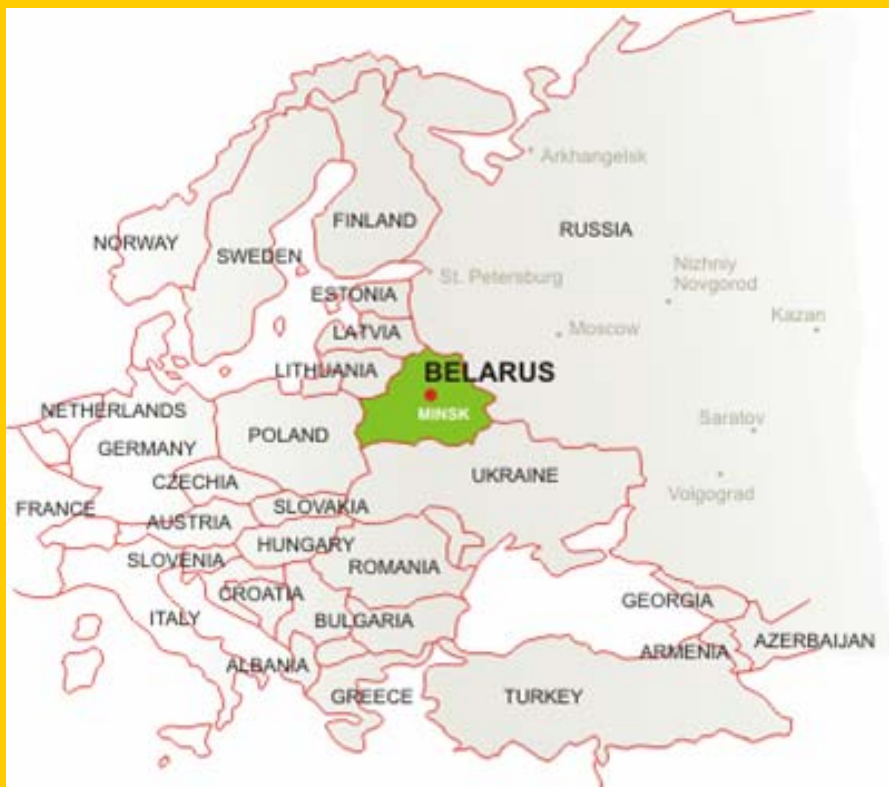 Arkhangelsk
FINLAND
RUSSIA
NORWAY
SWEDEN
Nizhniy
Novgorod
St. Petersburg
ESTONIA
Kazan
LATVIA
Moscow
LITHUANIA
BELARUS
MINSK
NETHERLANDS
POLAND
Saratov
GERMANY
UKRAINE
CZECHIA
Volgograd
FRANCE
SLOVAKIA
AUSTRIA
HUNGARY
SLOVENIA
ROMANIA
CROATIA
GEORGIA
ITALY
BULGARIA
AZERBAIJAN
ARMENIA
ALBANIA
GREECE
TURKEY